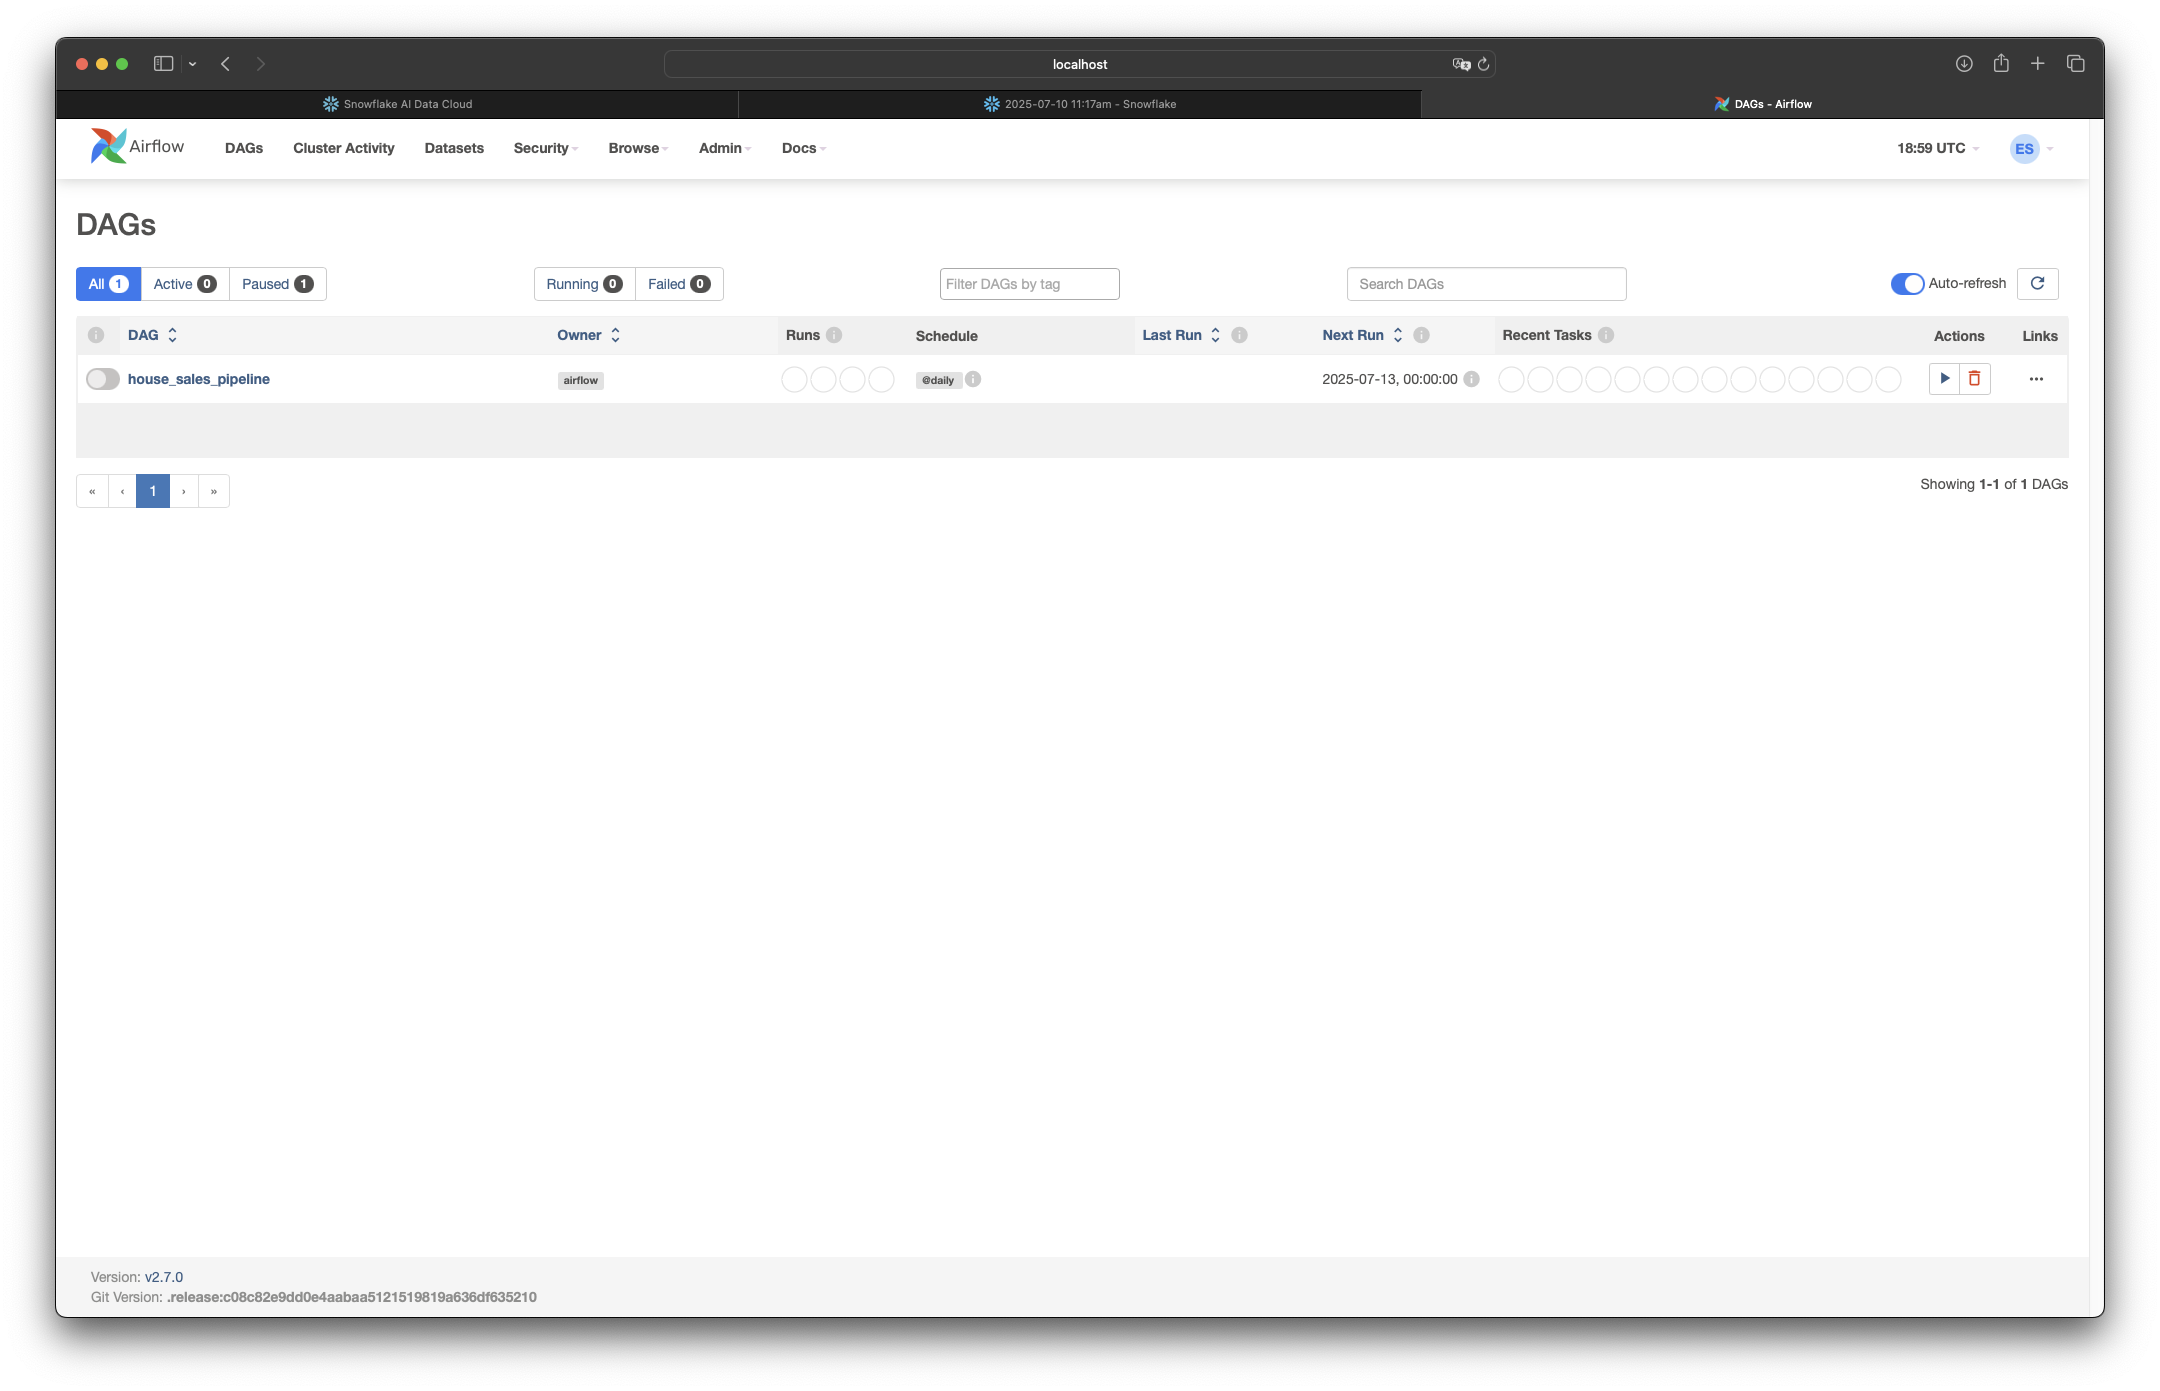 localhost
Snowflake AI Data Cloud
2025-07-10 11:17am - Snowflake
DAGs - Airflow
Airflow DAGs Cluster Activity Datasets Security Browse Admin Docs 18:59 UTC ES
DAGs
All 1 Active 0 Paused 1 Running 0 Failed 0 Filter DAGs by tag Search DAGs Auto-refresh
DAG Owner Runs Schedule Last Run Next Run Recent Tasks Actions Links
house_sales_pipeline airflow @daily 2025-07-13, 00:00:00
« ‹ 1 › » Showing 1-1 of 1 DAGs
Version: v2.7.0
Git Version: .release:c08c82e9dd0e4aabaa5121519819a636df635210